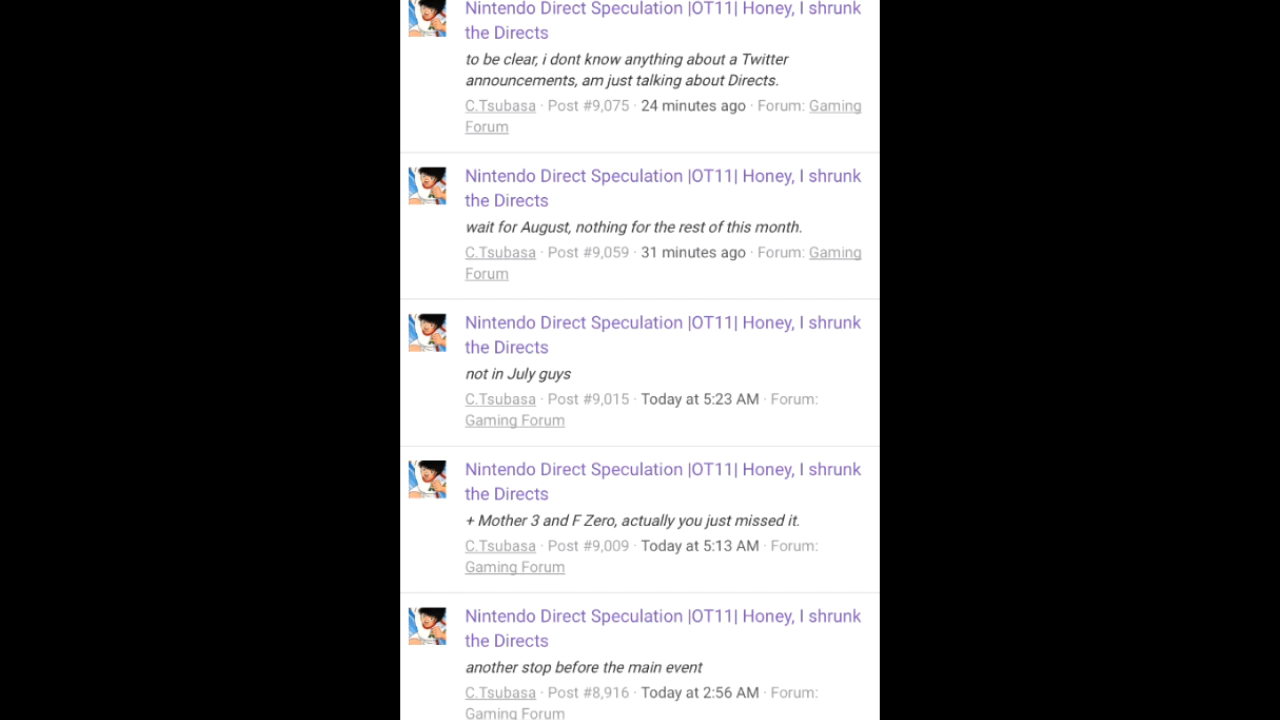 Nintendo Direct Speculation |OT11| Honey, I shrunk
the Directs
to be clear, i dont know anything about a Twitter
announcements, am just talking about Directs.
C.Tsubasa · Post #9,075 · 24 minutes ago · Forum: Gaming
Forum
Nintendo Direct Speculation |OT11| Honey, I shrunk
the Directs
wait for August, nothing for the rest of this month.
C.Tsubasa · Post #9,059 · 31 minutes ago · Forum: Gaming
Forum
Nintendo Direct Speculation |OT11| Honey, I shrunk
the Directs
not in July guys
C.Tsubasa · Post #9,015 · Today at 5:23 AM · Forum:
Gaming Forum
Nintendo Direct Speculation |OT11| Honey, I shrunk
the Directs
+ Mother 3 and F Zero, actually you just missed it.
C.Tsubasa · Post #9,009 · Today at 5:13 AM · Forum:
Gaming Forum
Nintendo Direct Speculation |OT11| Honey, I shrunk
the Directs
another stop before the main event
C.Tsubasa · Post #8,916 · Today at 2:56 AM · Forum:
Gaming Forum